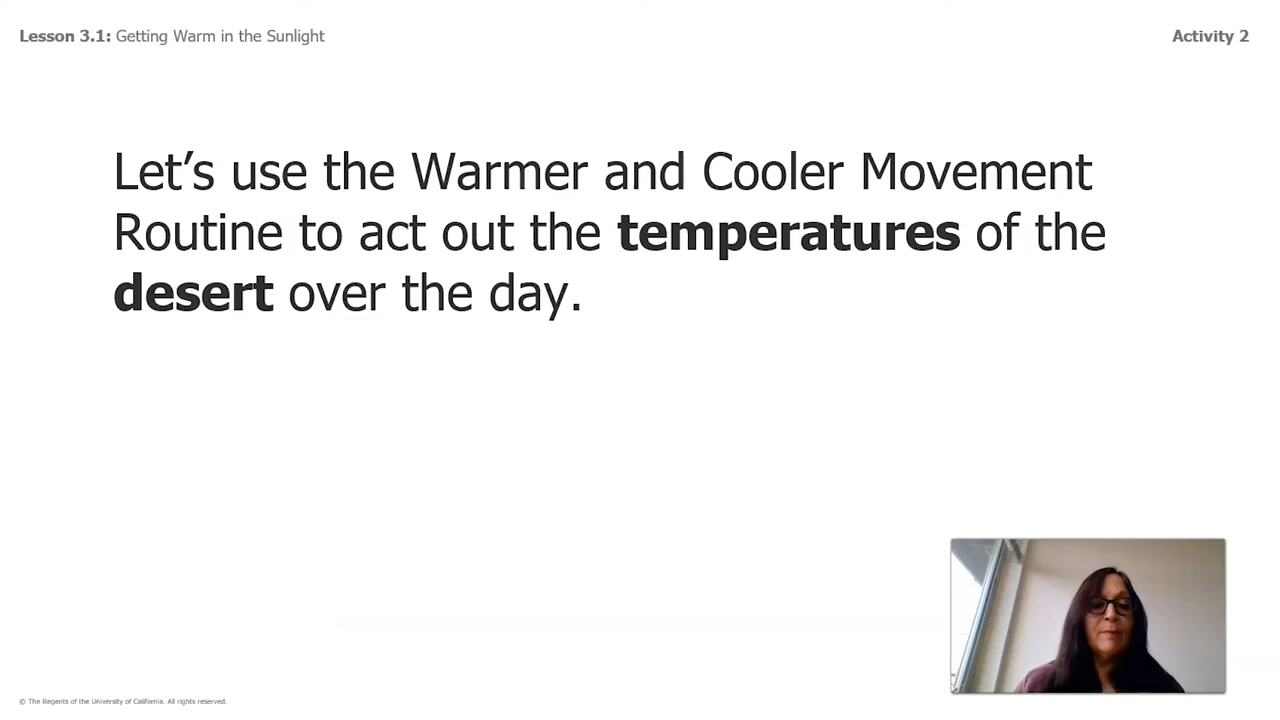 Lesson 3.1: Getting Warm in the Sunlight
Activity 2
Let’s use the Warmer and Cooler Movement
Routine to act out the temperatures of the
desert over the day.
© The Regents of the University of California. All rights reserved.